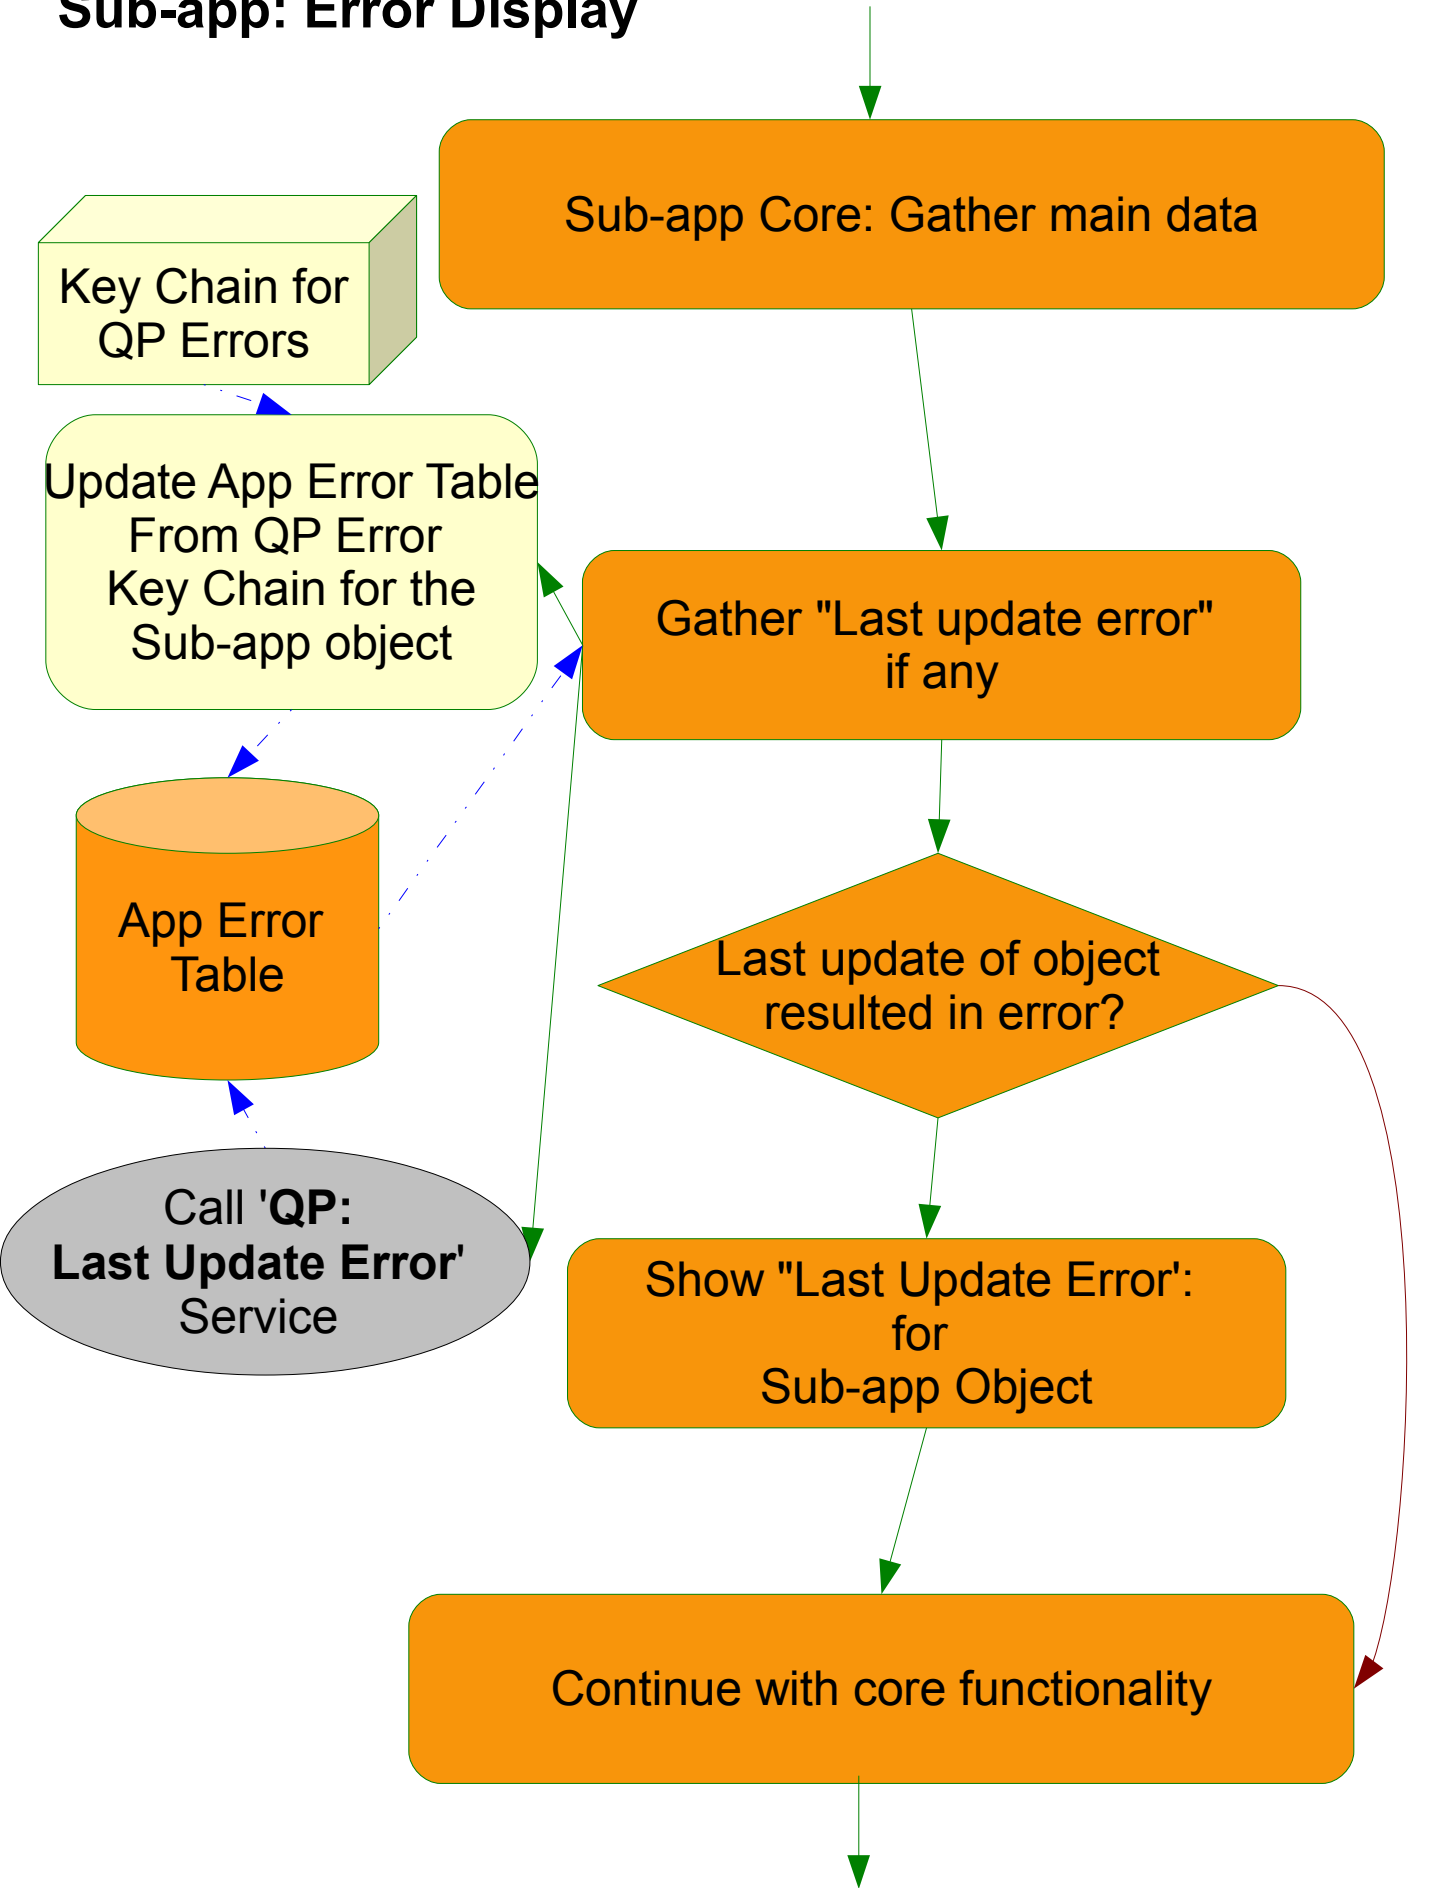 Sub-app: Error Display
Sub-app Core: Gather main data
Key Chain for
QP Errors
Update App Error Table
From QP Error
Key Chain for the
Sub-app object
Gather "Last update error"
if any
App Error
Table
Last update of object
resulted in error?
Call 'QP:
Last Update Error'
Service
Show "Last Update Error':
for
Sub-app Object
Continue with core functionality